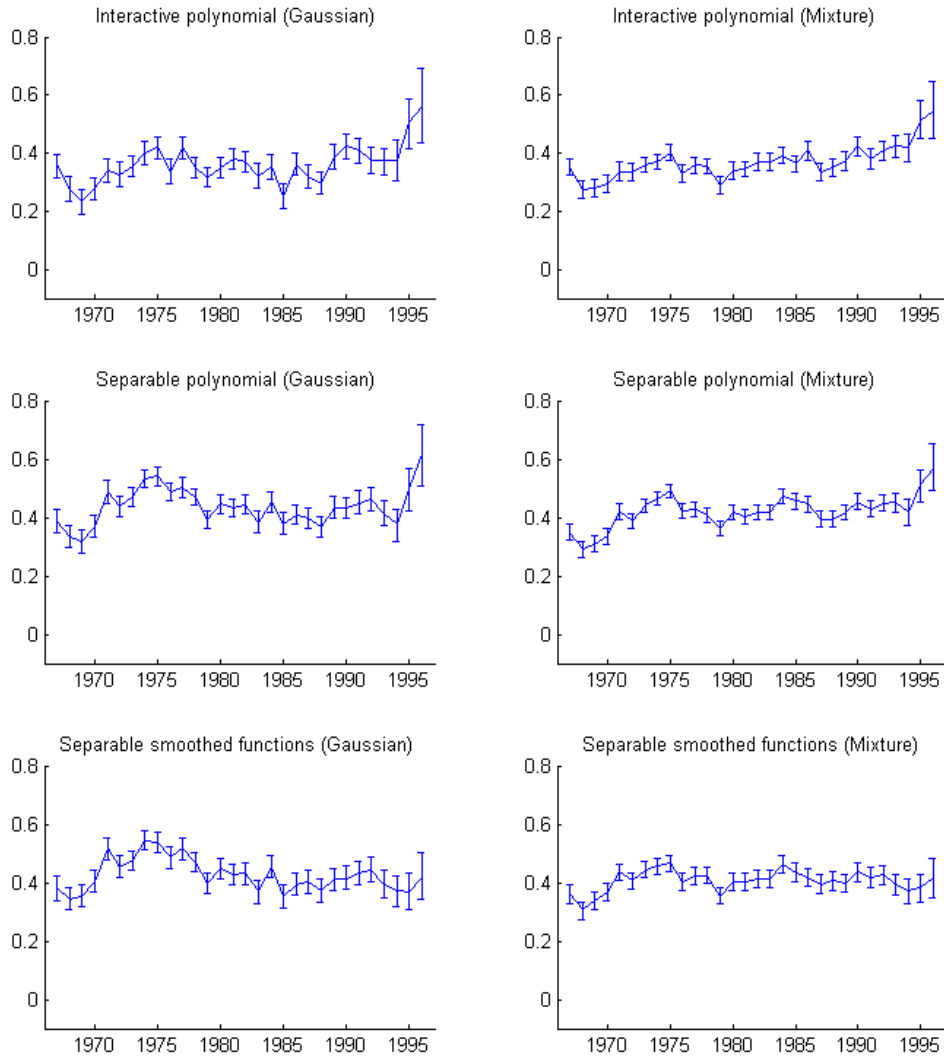 Interactive polynomial (Gaussian)
0.8
0.6
0.4
0.2
0
1970 1975 1980 1985 1990 1995
Interactive polynomial (Mixture)
0.8
0.6
0.4
0.2
0
1970 1975 1980 1985 1990 1995
Separable polynomial (Gaussian)
0.8
0.6
0.4
0.2
0
1970 1975 1980 1985 1990 1995
Separable polynomial (Mixture)
0.8
0.6
0.4
0.2
0
1970 1975 1980 1985 1990 1995
Separable smoothed functions (Gaussian)
0.8
0.6
0.4
0.2
0
1970 1975 1980 1985 1990 1995
Separable smoothed functions (Mixture)
0.8
0.6
0.4
0.2
0
1970 1975 1980 1985 1990 1995